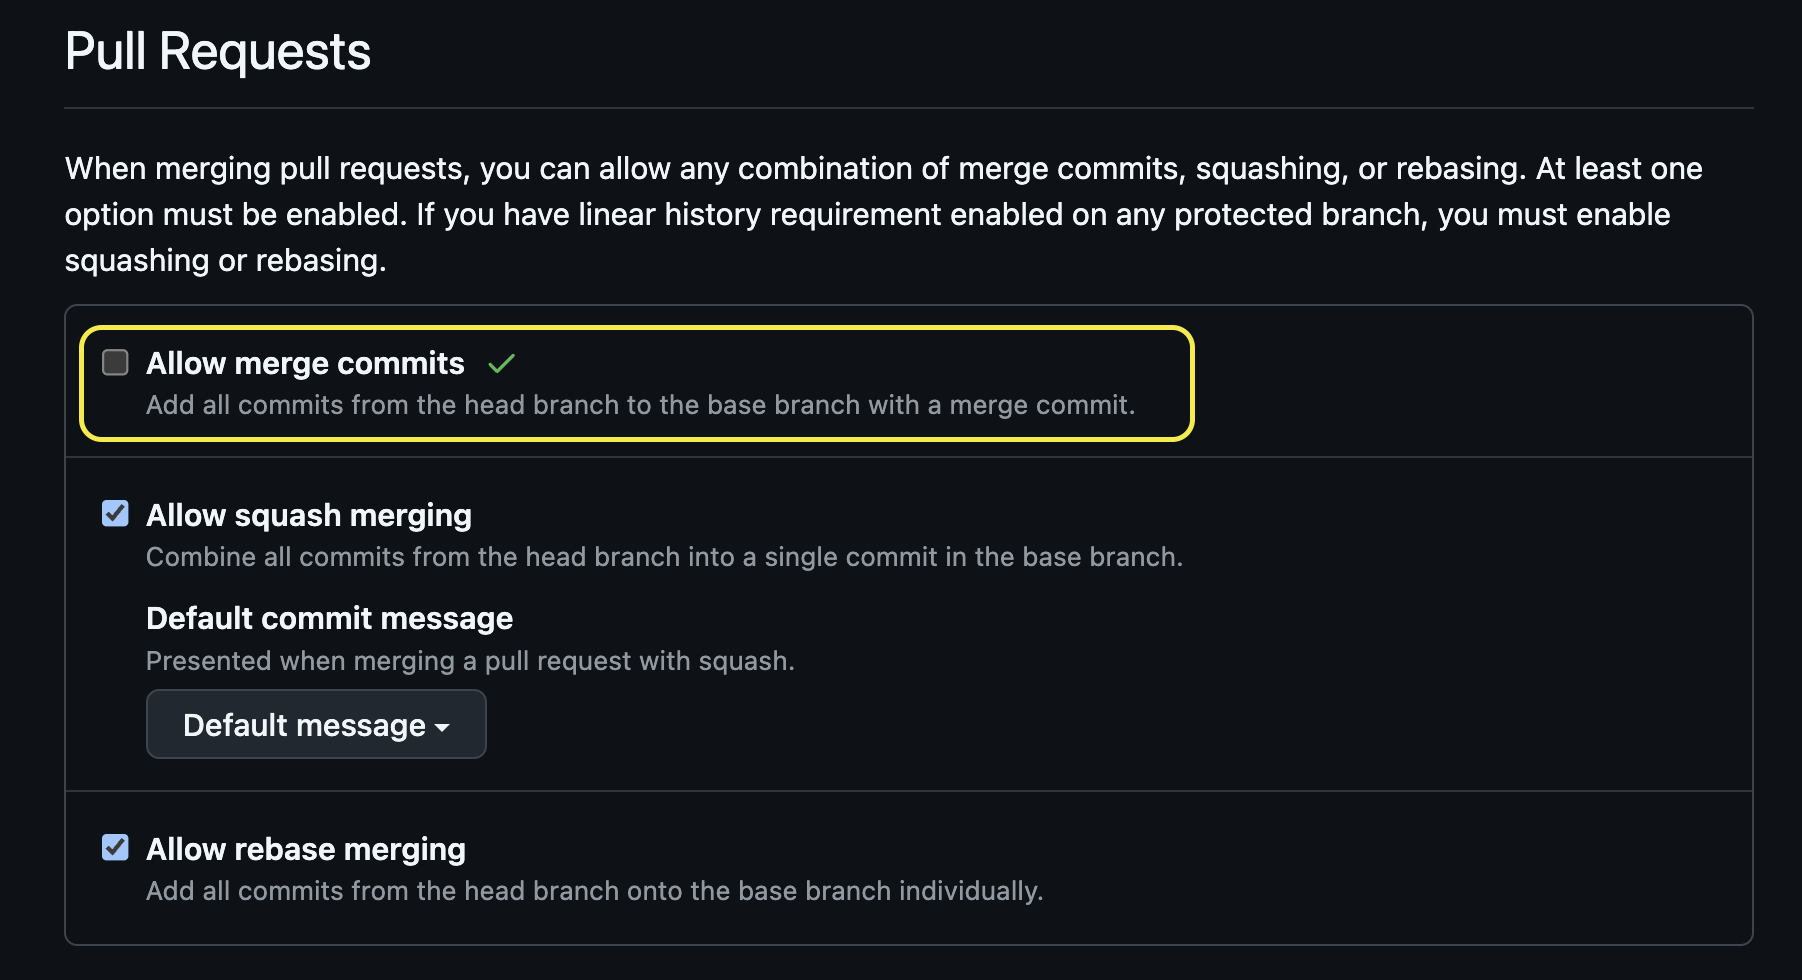 Pull Requests
When merging pull requests, you can allow any combination of merge commits, squashing, or rebasing. At least one
option must be enabled. If you have linear history requirement enabled on any protected branch, you must enable
squashing or rebasing.
Allow merge commits
Add all commits from the head branch to the base branch with a merge commit.
Allow squash merging
Combine all commits from the head branch into a single commit in the base branch.
Default commit message
Presented when merging a pull request with squash.
Default message
Allow rebase merging
Add all commits from the head branch onto the base branch individually.